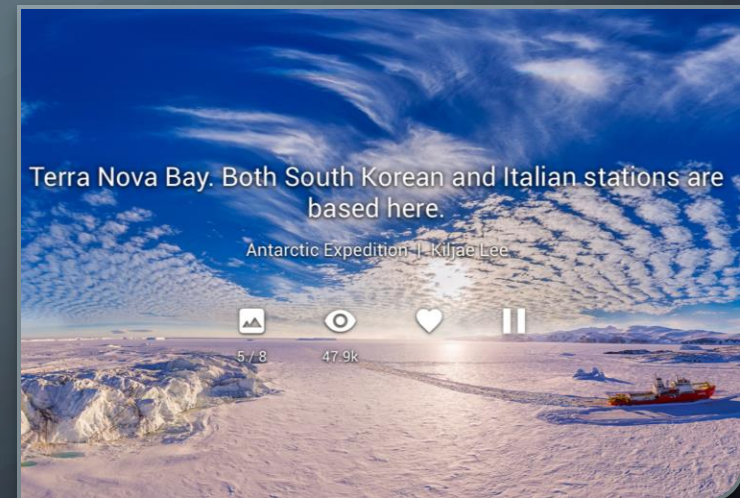 Terra Nova Bay. Both South Korean and Italian stations are
based here.
Antarctic Expedition | Kiljae Lee
5 / 8
47.9k